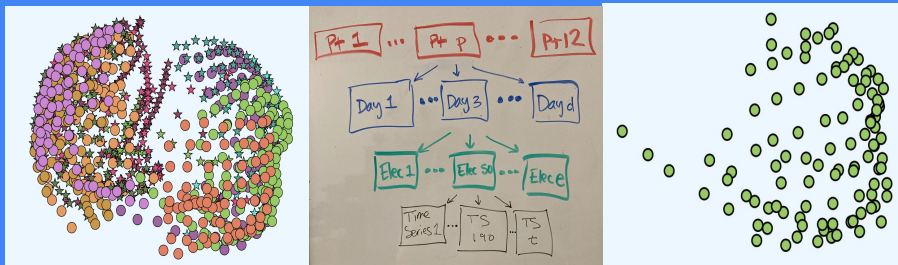 Pt 1 ... Pt p ... Pt 12
Day 1 ... Day 3 ... Day d
Elec 1 ... Elec 50 ... Elec e
Time Series 1 ... TS 190 ... TS t